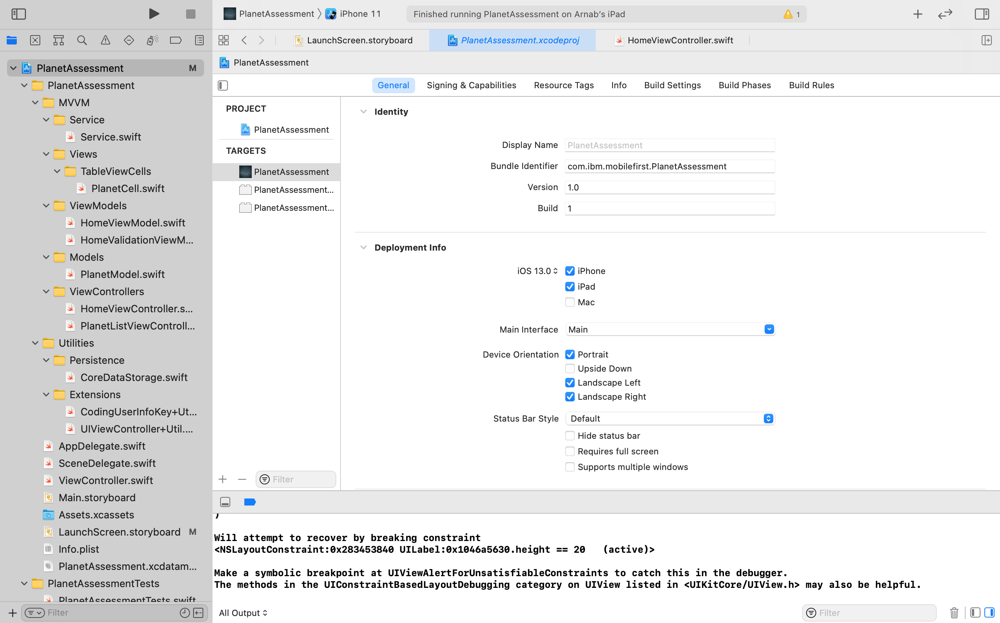 PlanetAssessment
iPhone 11
Finished running PlanetAssessment on Arnab's iPad
1
LaunchScreen.storyboard
PlanetAssessment.xcodeproj
HomeViewController.swift
PlanetAssessment
PlanetAssessment M
PlanetAssessment
MVVM
Service
Service.swift
Views
TableViewCells
PlanetCell.swift
ViewModels
HomeViewModel.swift
HomeValidationViewM...
Models
PlanetModel.swift
ViewControllers
HomeViewController.s...
PlanetListViewControll...
Utilities
Persistence
CoreDataStorage.swift
Extensions
CodingUserInfoKey+Ut...
UIViewController+Util....
AppDelegate.swift
SceneDelegate.swift
ViewController.swift
Main.storyboard
Assets.xcassets
LaunchScreen.storyboard M
Info.plist
PlanetAssessment.xcdatam...
PlanetAssessmentTests
PlanetAssessmentTests.swift
Filter
General Signing & Capabilities Resource Tags Info Build Settings Build Phases Build Rules
PROJECT
PlanetAssessment
TARGETS
PlanetAssessment
PlanetAssessment...
PlanetAssessment...
Filter
Identity
Display Name PlanetAssessment
Bundle Identifier com.ibm.mobilefirst.PlanetAssessment
Version 1.0
Build 1
Deployment Info
iOS 13.0 iPhone
iPad
Mac
Main Interface Main
Device Orientation Portrait
Upside Down
Landscape Left
Landscape Right
Status Bar Style Default
Hide status bar
Requires full screen
Supports multiple windows
)
Will attempt to recover by breaking constraint
<NSLayoutConstraint:0x283453840 UILabel:0x1046a5630.height == 20   (active)>
Make a symbolic breakpoint at UIViewAlertForUnsatisfiableConstraints to catch this in the debugger.
The methods in the UIConstraintBasedLayoutDebugging category on UIView listed in <UIKitCore/UIView.h> may also be helpful.
All Output
Filter